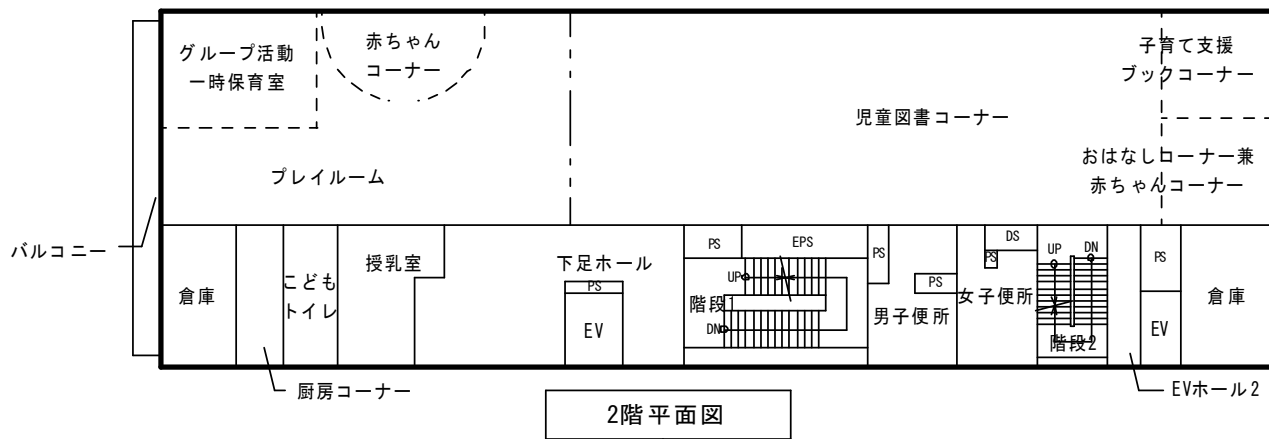 グループ活動
一時保育室
赤ちゃん
コーナー
子育て支援
ブックコーナー
児童図書コーナー
おはなしコーナー兼
赤ちゃんコーナー
プレイルーム
バルコニー
倉庫
こども
トイレ
授乳室
下足ホール
PS
EV
PS
EPS
UP
階段1
DN
PS
PS
男子便所
DS
PS
女子便所
UP
DN
階段2
PS
EV
倉庫
厨房コーナー
EVホール2
2階平面図